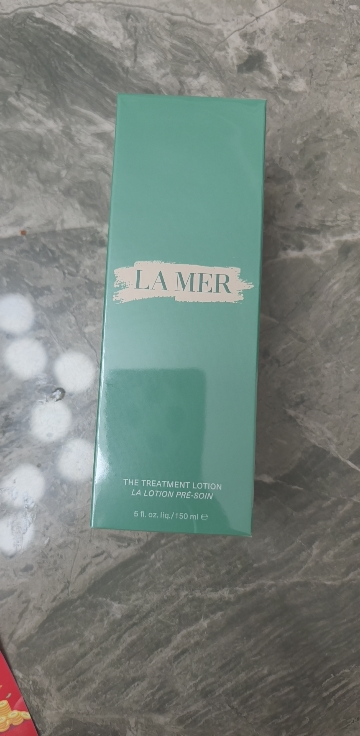 LA MER
THE TREATMENT LOTION
LA LOTION PRÉ-SOIN
5 fl. oz. liq./150 ml ℮